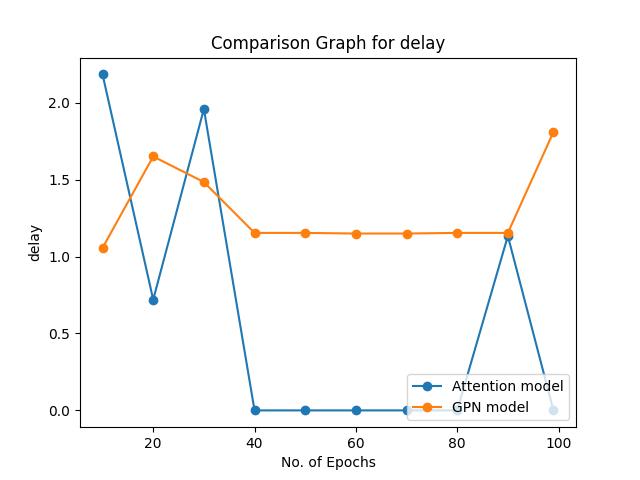 Comparison Graph for delay
2.0
1.5
1.0
0.5
0.0
delay
20 40 60 80 100
No. of Epochs
Attention model
GPN model